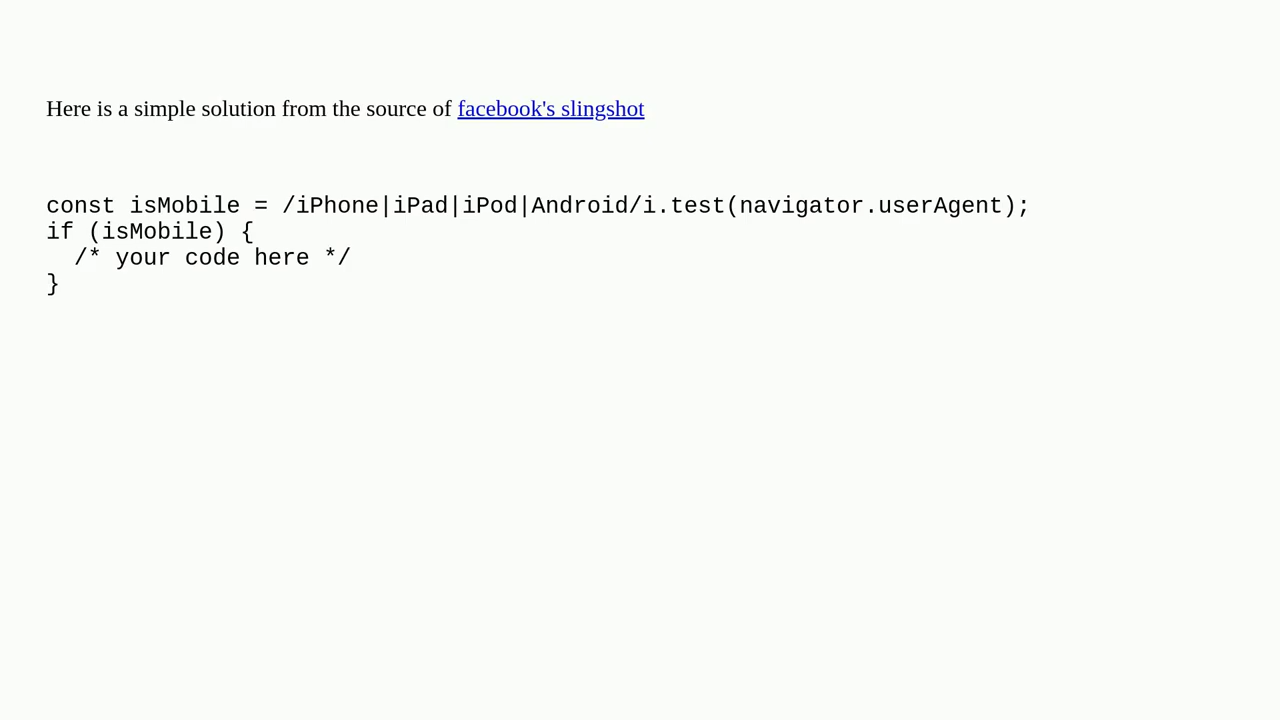 Here is a simple solution from the source of facebook's slingshot
const isMobile = /iPhone|iPad|iPod|Android/i.test(navigator.userAgent);
if (isMobile) {
  /* your code here */
}